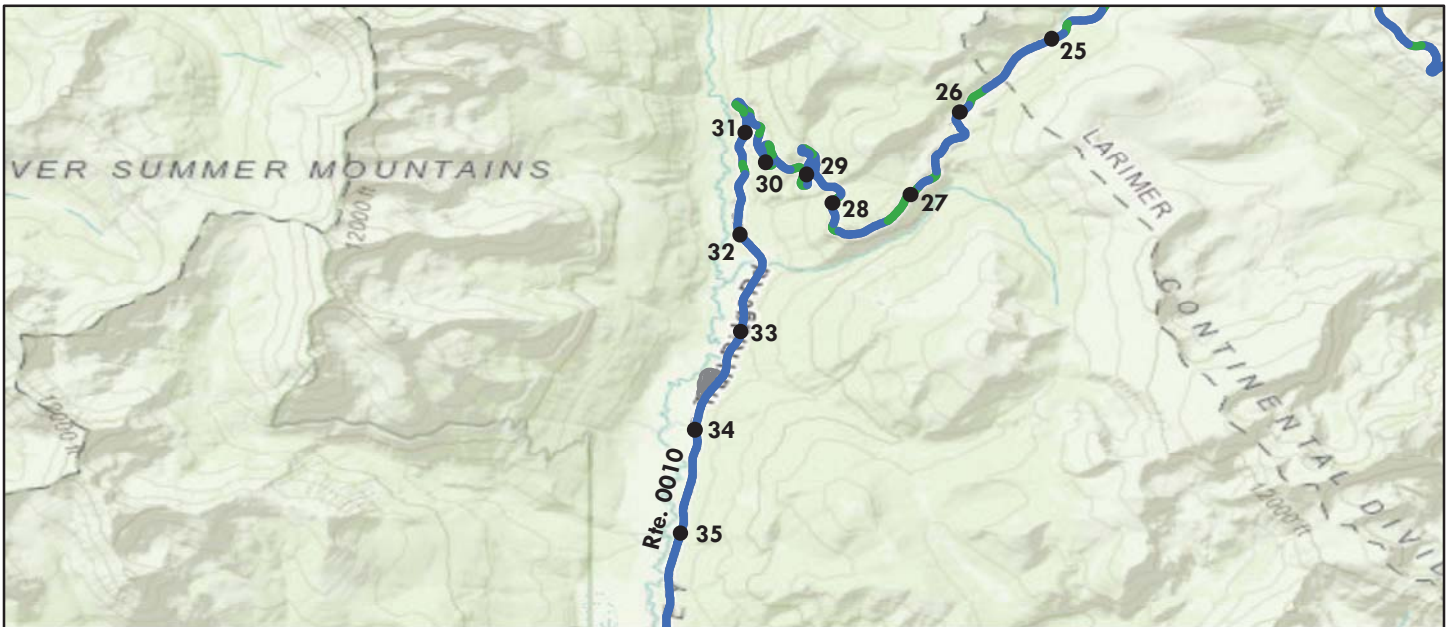 25
26
31
LARIMER
VER SUMMER MOUNTAINS
29
30
27
28
12000 ft
32
CONTINENTAL DIVID
33
12000 ft
34
12000 ft
Rte. 0010
35